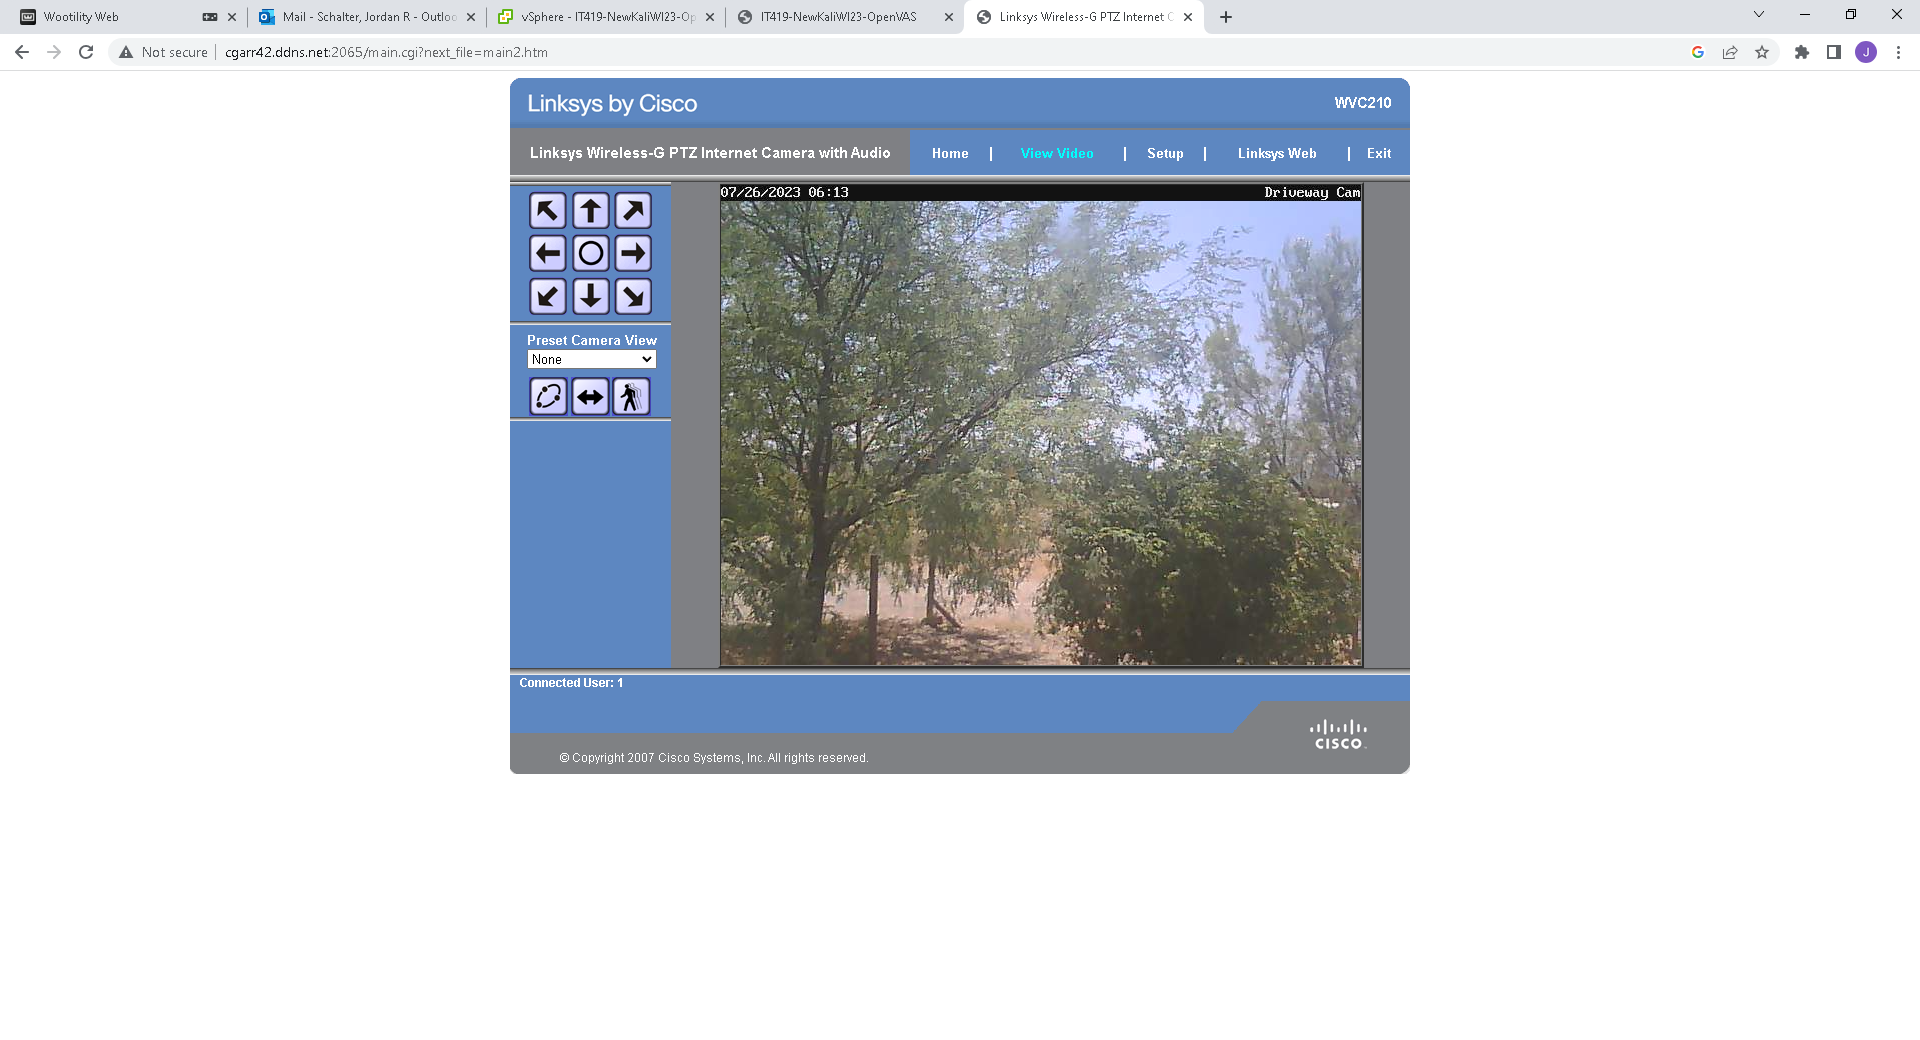 Wootility Web
Mail - Schalter, Jordan R - Outloo
vSphere - IT419-NewKaliWI23-Op
IT419-NewKaliWI23-OpenVAS
Linksys Wireless-G PTZ Internet C
Not secure
cgarr42.ddns.net:2065/main.cgi?next_file=main2.htm
J
Linksys by Cisco
WVC210
Linksys Wireless-G PTZ Internet Camera with Audio
Home | View Video | Setup | Linksys Web | Exit
07/26/2023 06:13
Driveway Cam
Preset Camera View
None
Connected User: 1
CISCO
© Copyright 2007 Cisco Systems, Inc. All rights reserved.